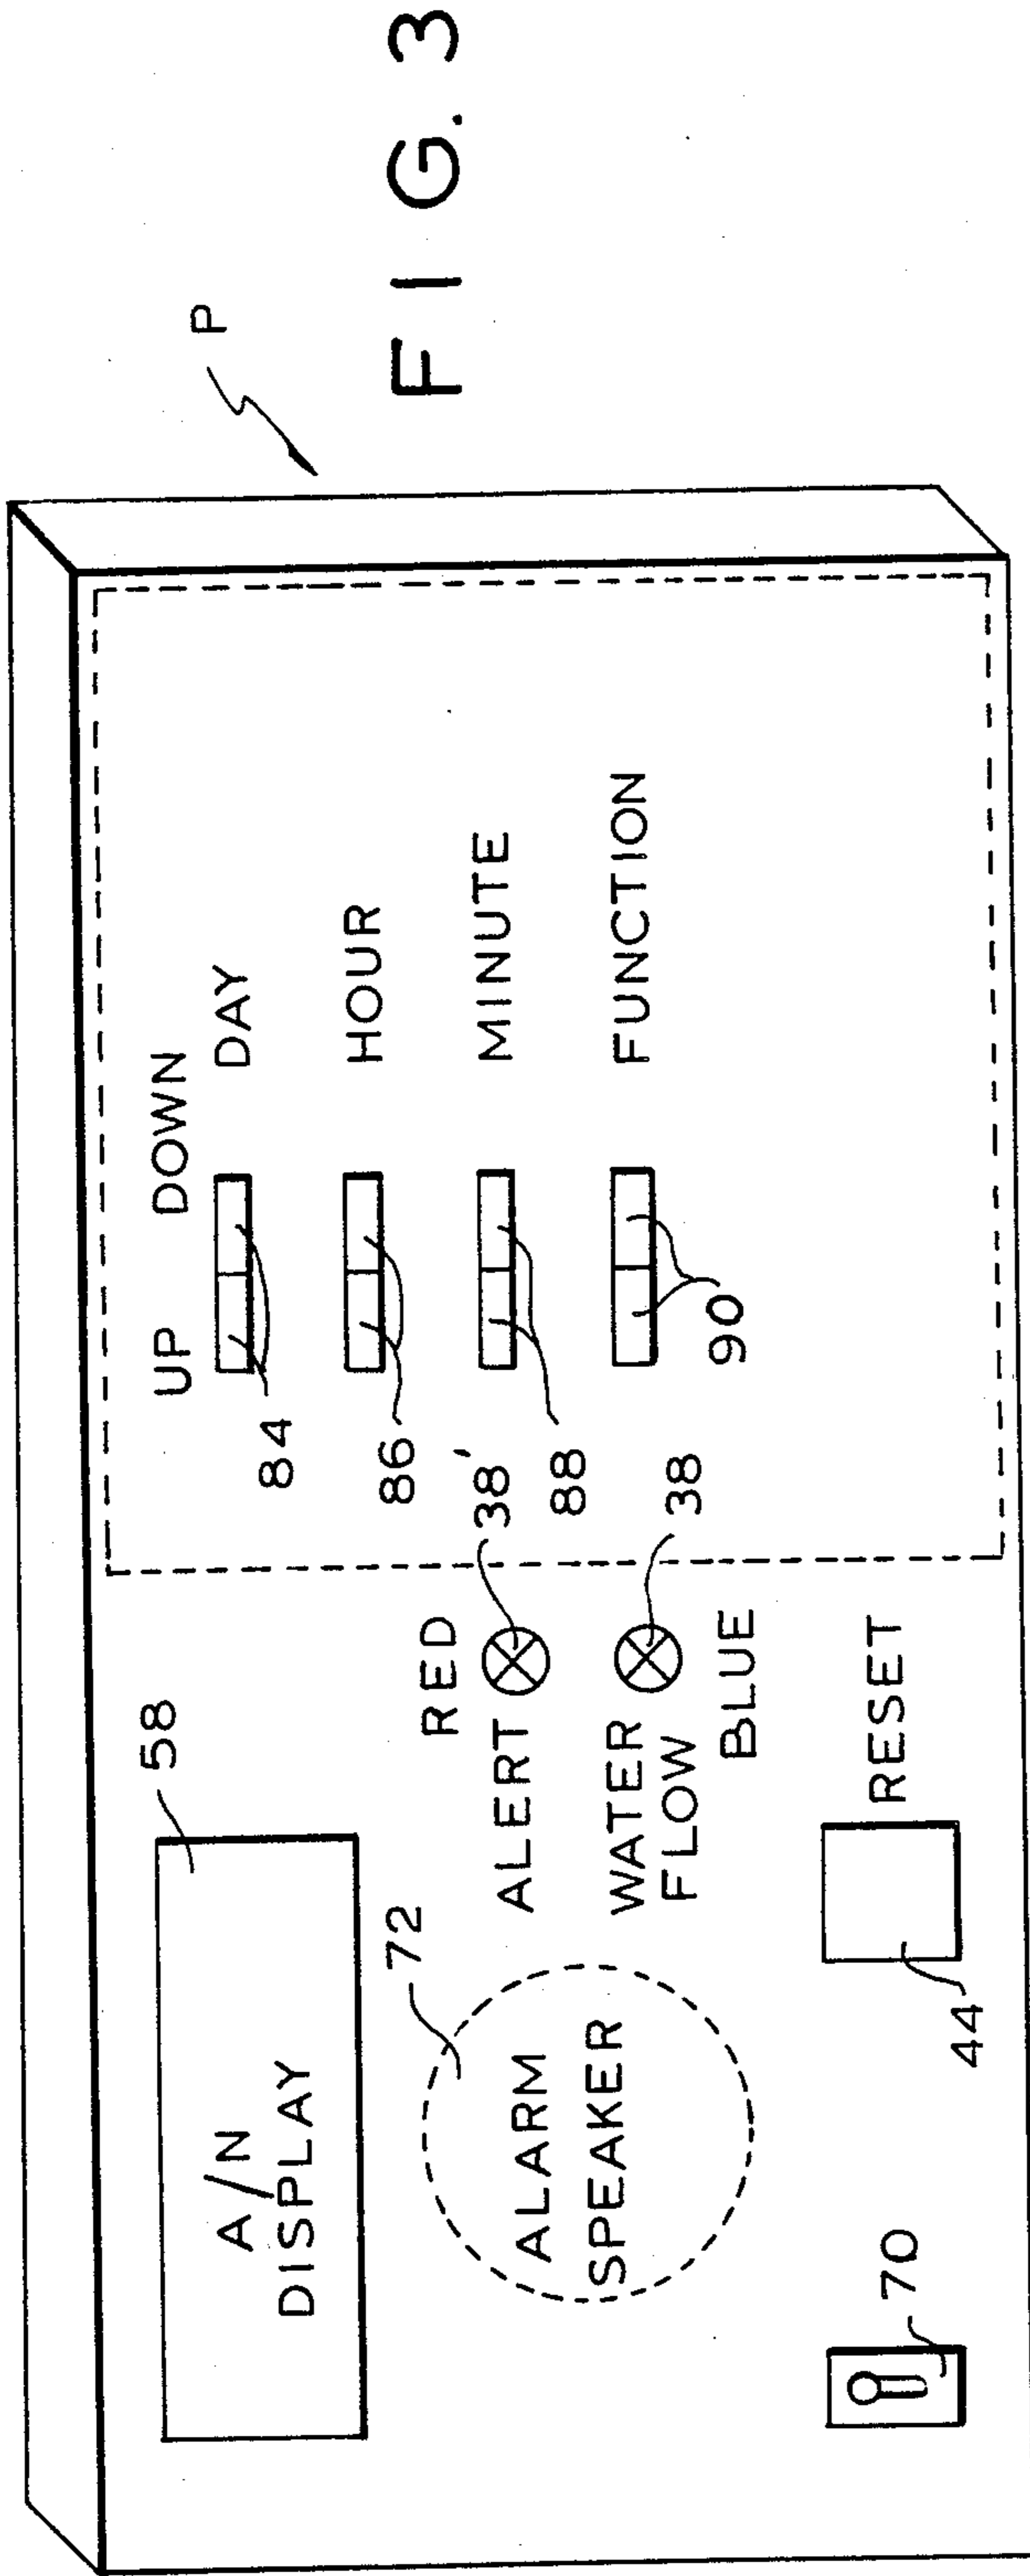 FIG. 3
P
58
A/N
DISPLAY
UP DOWN
84
DAY
86
HOUR
88
MINUTE
90
FUNCTION
72
ALARM
SPEAKER
RED
ALERT
38'
WATER
FLOW
38
BLUE
70
44
RESET